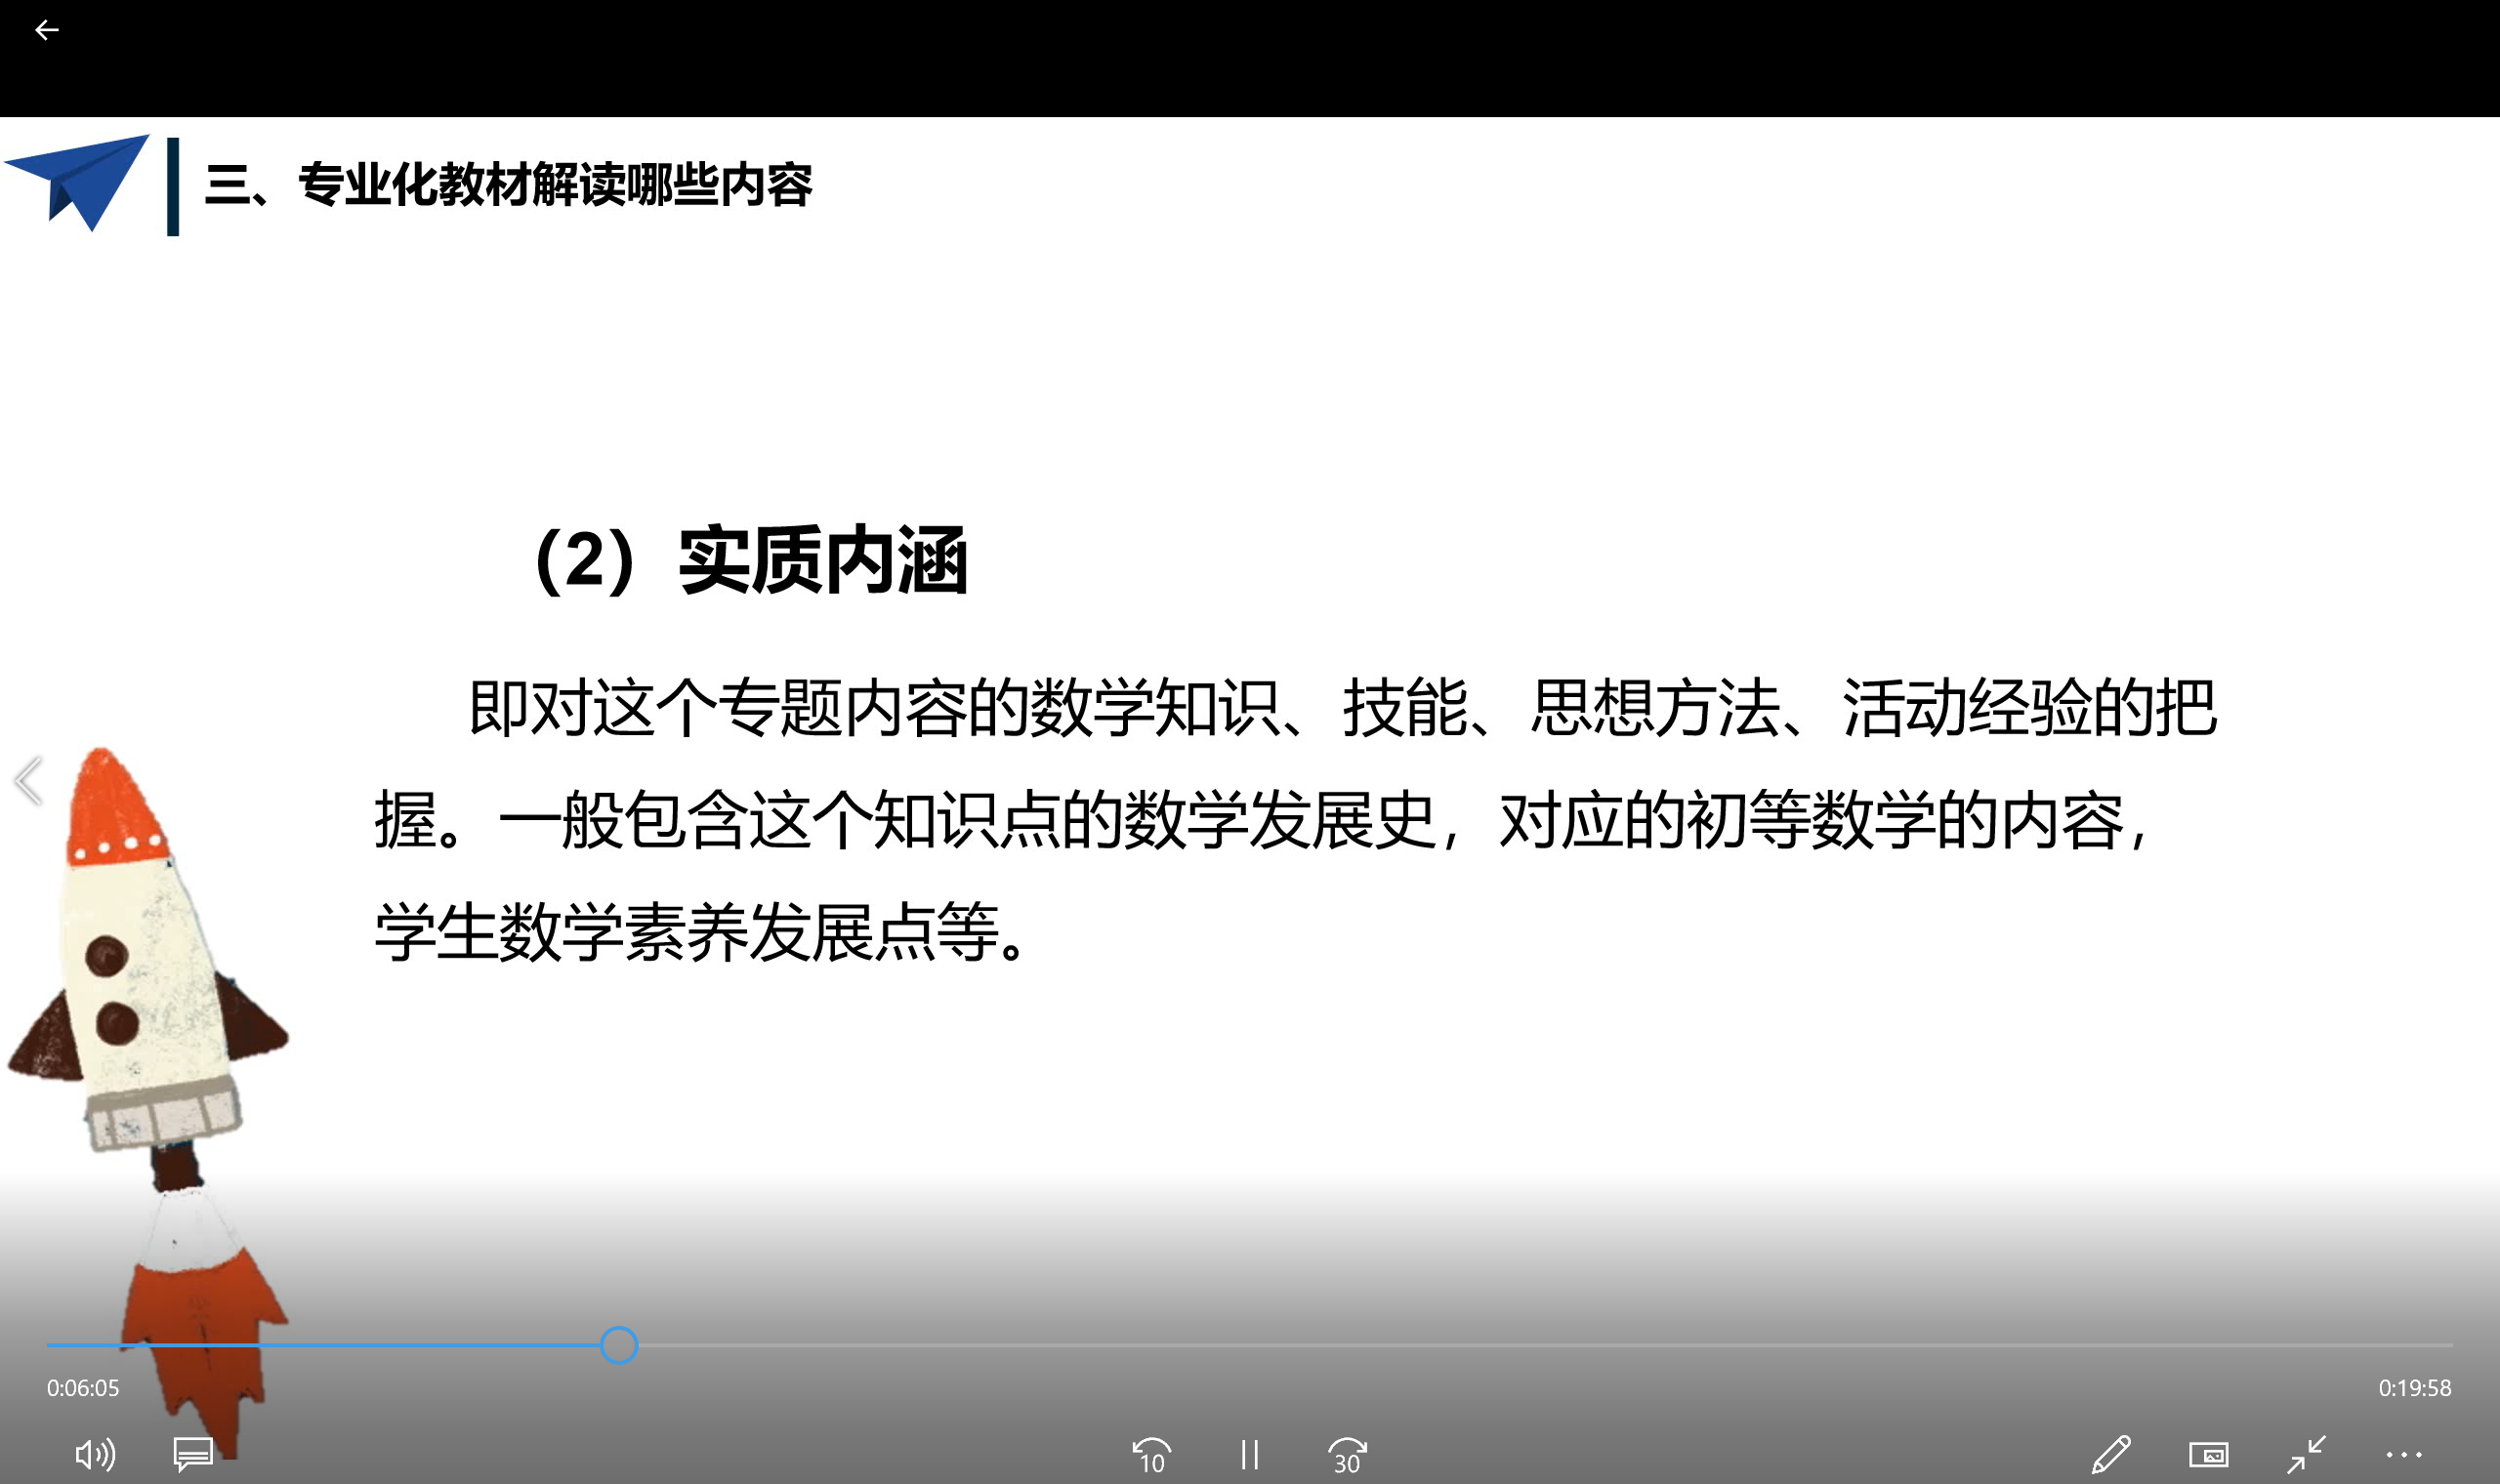 三、专业化教材解读哪些内容
（2）实质内涵
即对这个专题内容的数学知识、技能、思想方法、活动经验的把
握。一般包含这个知识点的数学发展史，对应的初等数学的内容，
学生数学素养发展点等。
0:06:05
0:19:58
10
30